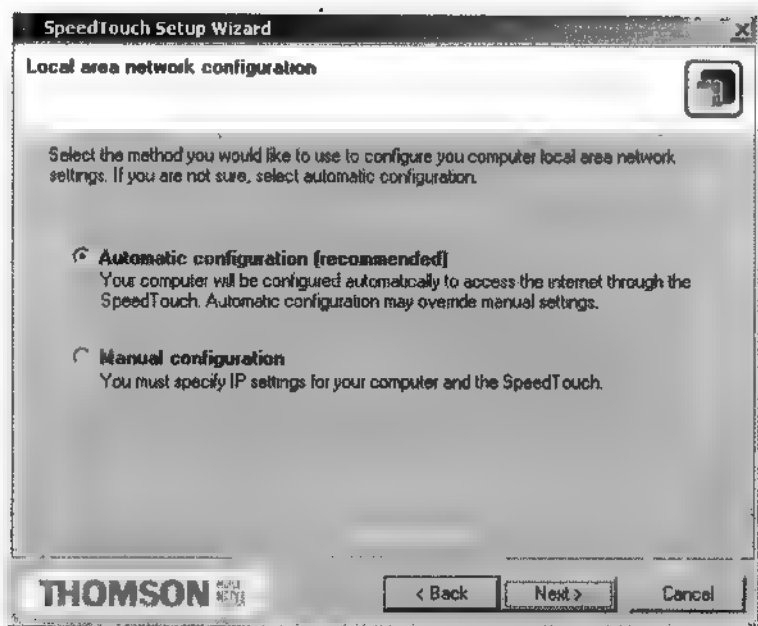 SpeedTouch Setup Wizard
Local area network configuration
Select the method you would like to use to configure you computer local area network
settings. If you are not sure, select automatic configuration.
Automatic configuration (recommended)
Your computer will be configured automatically to access the internet through the
SpeedTouch. Automatic configuration may override manual settings.
Manual configuration
You must specify IP settings for your computer and the SpeedTouch.
THOMSON
< Back
Next >
Cancel